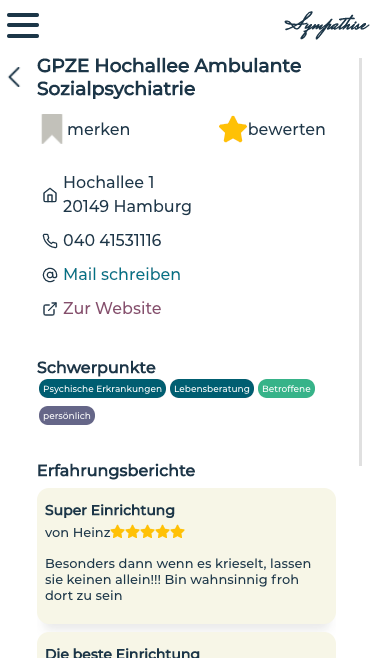 Sympathise
GPZE Hochallee Ambulante
Sozialpsychiatrie
merken
bewerten
Hochallee 1
20149 Hamburg
040 41531116
Mail schreiben
Zur Website
Schwerpunkte
Psychische Erkrankungen Lebensberatung Betroffene
persönlich
Erfahrungsberichte
Super Einrichtung
von Heinz
Besonders dann wenn es krieselt, lassen
sie keinen allein!!! Bin wahnsinnig froh
dort zu sein
Die beste Einrichtung